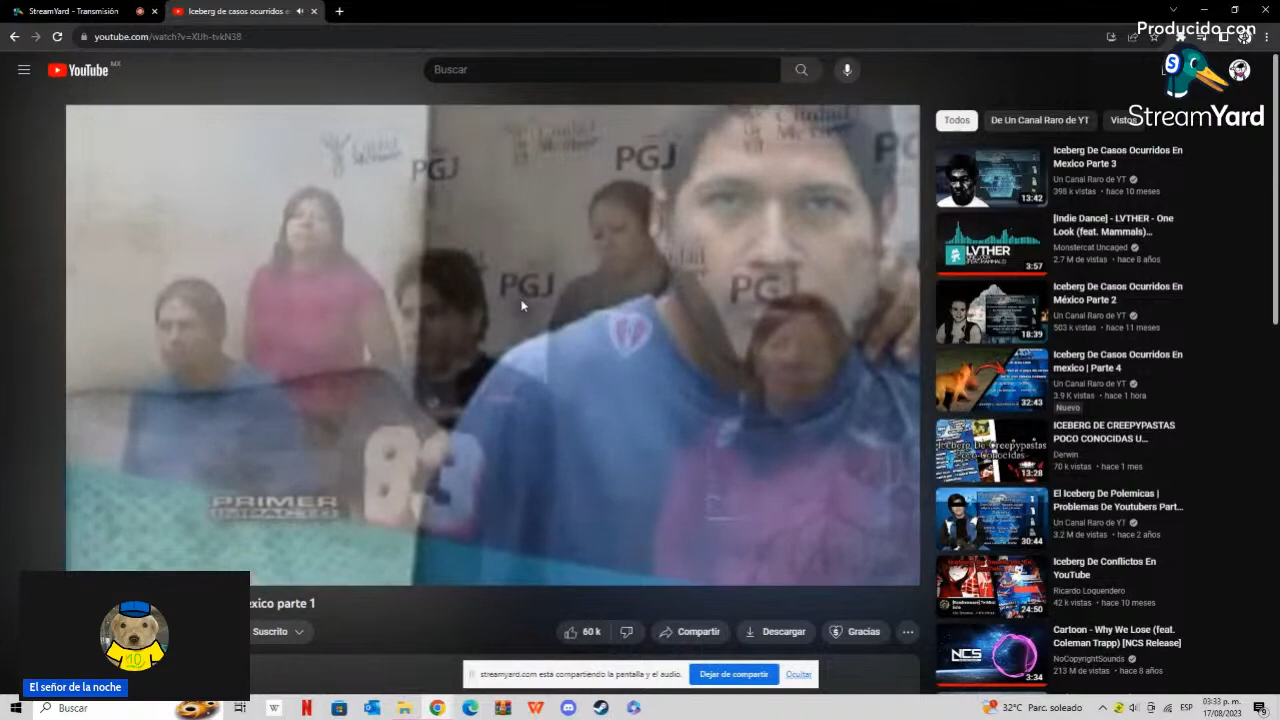 StreamYard - Transmisión
Iceberg de casos ocurridos e
youtube.com/watch?v=XIJh-tvkN38
Producido con
StreamYard
YouTube MX
Buscar
PGJ
PGJ
PGJ
PGJ
PRIMER
Todos
De Un Canal Raro de YT
Vistos
Iceberg De Casos Ocurridos En
Mexico Parte 3
Un Canal Raro de YT
398 k vistas • hace 10 meses
13:42
[Indie Dance] - LVTHER - One
Look (feat. Mammals)...
Monstercat Uncaged
2.7 M de vistas • hace 8 años
LVTHER
3:57
Iceberg De Casos Ocurridos En
México Parte 2
Un Canal Raro de YT
503 k vistas • hace 11 meses
18:39
Iceberg De Casos Ocurridos En
mexico | Parte 4
Un Canal Raro de YT
3.9 K vistas • hace 1 hora
Nuevo
32:43
ICEBERG DE CREEPYPASTAS
POCO CONOCIDAS U...
Derwin
70 k vistas • hace 1 mes
Iceberg De Creepypastas
Poco Conocidas
13:28
El Iceberg De Polemicas |
Problemas De Youtubers Part...
Un Canal Raro de YT
3.2 M de vistas • hace 2 años
30:44
Iceberg De Conflictos En
YouTube
Ricardo Loquendero
42 k vistas • hace 10 meses
24:50
Cartoon - Why We Lose (feat.
Coleman Trapp) [NCS Release]
NoCopyrightSounds
213 M de vistas • hace 8 años
NCS
3:34
exico parte 1
Suscrito
60 k
Compartir
Descargar
Gracias
streamyard.com está compartiendo la pantalla y el audio.
Dejar de compartir
Ocultar
El señor de la noche
Buscar
32°C Parc. soleado
ESP
03:33 p. m.
17/08/2023